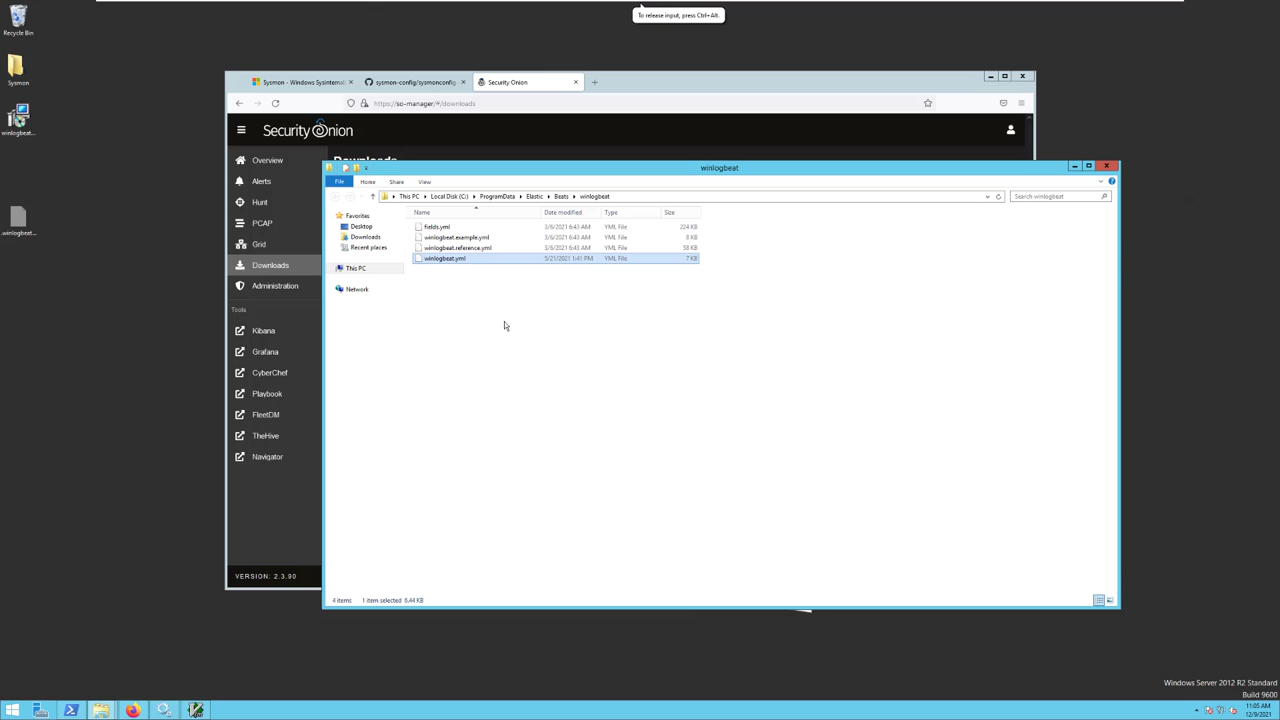 To release input, press Ctrl+Alt.
Recycle Bin
Sysmon
winlogbeat...
.winlogbeat...
Sysmon - Windows Sysinternal
sysmon-config/sysmonconfig
Security Onion
https://so-manager/#/downloads
Security Onion
Overview
Alerts
Hunt
PCAP
Grid
Downloads
Administration
Tools
Kibana
Grafana
CyberChef
Playbook
FleetDM
TheHive
Navigator
VERSION: 2.3.90
Downloads
winlogbeat
File Home Share View
This PC Local Disk (C:) ProgramData Elastic Beats winlogbeat
Search winlogbeat
Favorites
Desktop
Downloads
Recent places
This PC
Network
Name Date modified Type Size
fields.yml 3/6/2021 6:43 AM YML File 224 KB
winlogbeat.example.yml 3/6/2021 6:43 AM YML File 8 KB
winlogbeat.reference.yml 3/6/2021 6:43 AM YML File 58 KB
winlogbeat.yml 5/21/2021 1:41 PM YML File 7 KB
4 items 1 item selected 6.44 KB
Windows Server 2012 R2 Standard
Build 9600
11:05 AM
12/9/2021